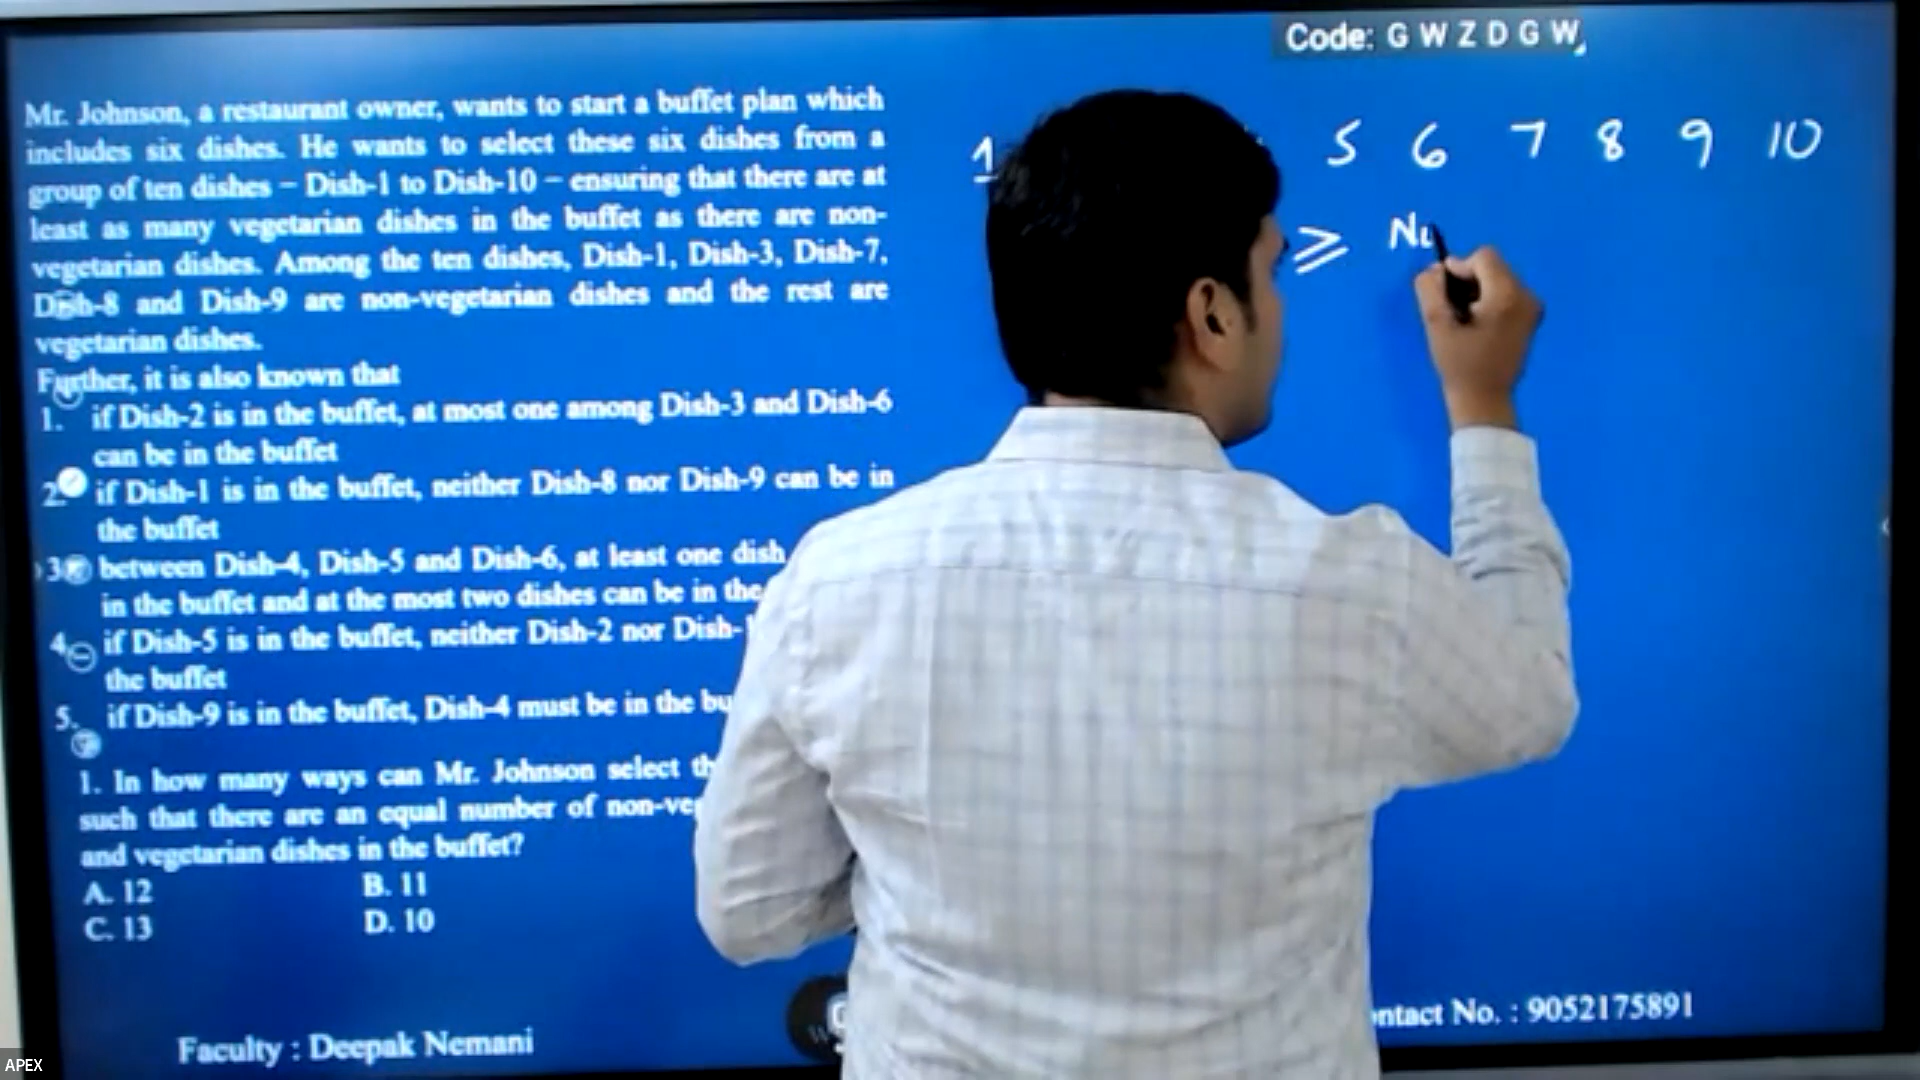 Code: G W Z D G W
Mr. Johnson, a restaurant owner, wants to start a buffet plan which
includes six dishes. He wants to select these six dishes from a
group of ten dishes – Dish-1 to Dish-10 – ensuring that there are at
least as many vegetarian dishes in the buffet as there are non-
vegetarian dishes. Among the ten dishes, Dish-1, Dish-3, Dish-7,
Dish-8 and Dish-9 are non-vegetarian dishes and the rest are
vegetarian dishes.
Further, it is also known that
1. if Dish-2 is in the buffet, at most one among Dish-3 and Dish-6
can be in the buffet
2. if Dish-1 is in the buffet, neither Dish-8 nor Dish-9 can be in
the buffet
3. between Dish-4, Dish-5 and Dish-6, at least one dish
in the buffet and at the most two dishes can be in the
4. if Dish-5 is in the buffet, neither Dish-2 nor Dish-1
the buffet
5. if Dish-9 is in the buffet, Dish-4 must be in the bu
1. In how many ways can Mr. Johnson select th
such that there are an equal number of non-veg
and vegetarian dishes in the buffet?
A. 12 B. 11
C. 13 D. 10
1 5 6 7 8 9 10
≥ N
Faculty : Deepak Nemani
ntact No. : 9052175891
APEX